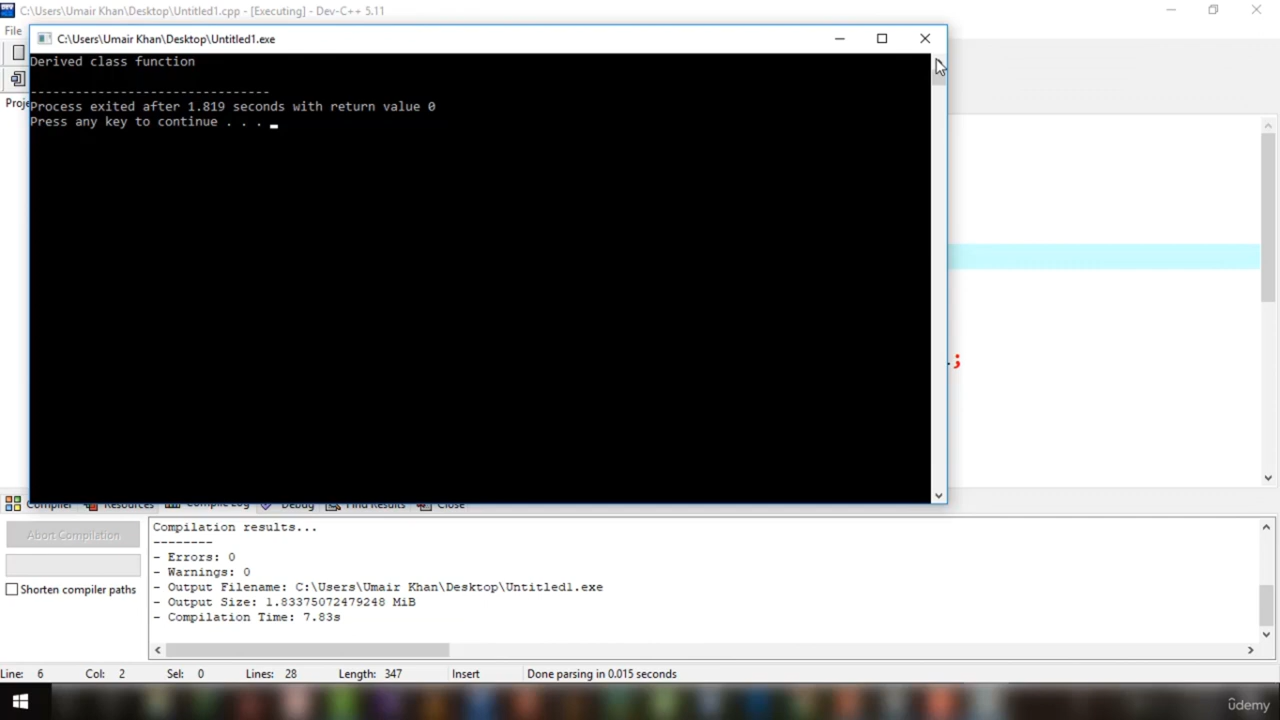 C:\Users\Umair Khan\Desktop\Untitled1.cpp - [Executing] - Dev-C++ 5.11
File
C:\Users\Umair Khan\Desktop\Untitled1.exe
Derived class function
--------------------------------
Process exited after 1.819 seconds with return value 0
Press any key to continue . . .
Proje
.;
Compiler Resources Compile Log Debug Find Results Close
Abort Compilation
Shorten compiler paths
Compilation results...
--------
- Errors: 0
- Warnings: 0
- Output Filename: C:\Users\Umair Khan\Desktop\Untitled1.exe
- Output Size: 1.83375072479248 MiB
- Compilation Time: 7.83s
Line: 6 Col: 2 Sel: 0 Lines: 28 Length: 347 Insert Done parsing in 0.015 seconds
ûdemy